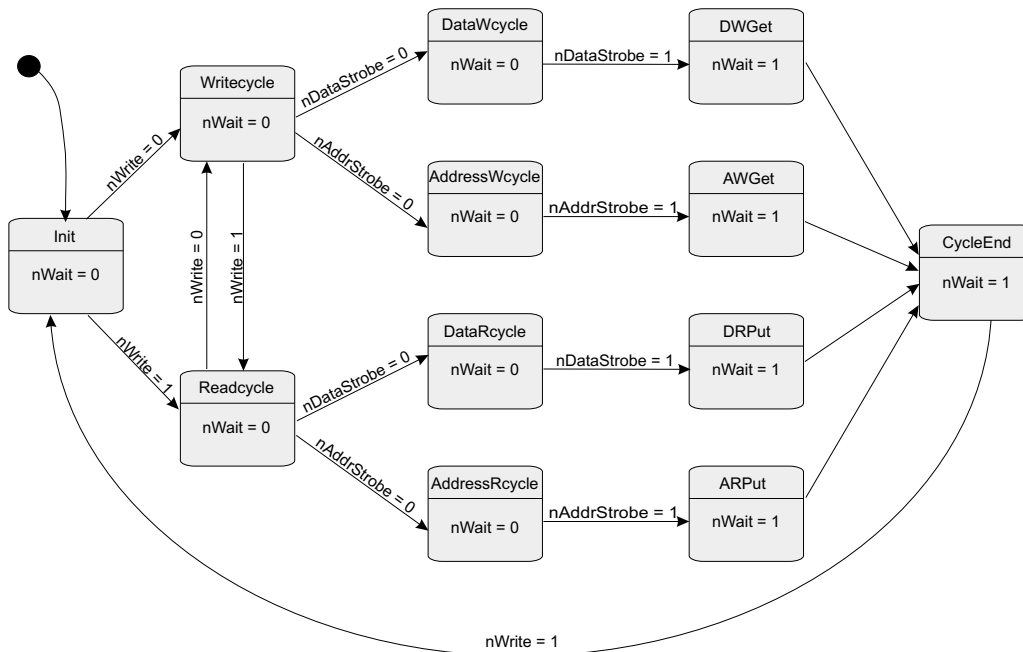 DataWcycle
nWait = 0
DWGet
nWait = 1
nDataStrobe = 0
nDataStrobe = 1
Writecycle
nWait = 0
nWrite = 0
nAddrStrobe = 0
AddressWcycle
nWait = 0
nAddrStrobe = 1
AWGet
nWait = 1
Init
nWait = 0
CycleEnd
nWait = 1
nWrite = 0
nWrite = 1
nWrite = 1
Readcycle
nWait = 0
nDataStrobe = 0
DataRcycle
nWait = 0
nDataStrobe = 1
DRPut
nWait = 1
nAddrStrobe = 0
AddressRcycle
nWait = 0
nAddrStrobe = 1
ARPut
nWait = 1
nWrite = 1